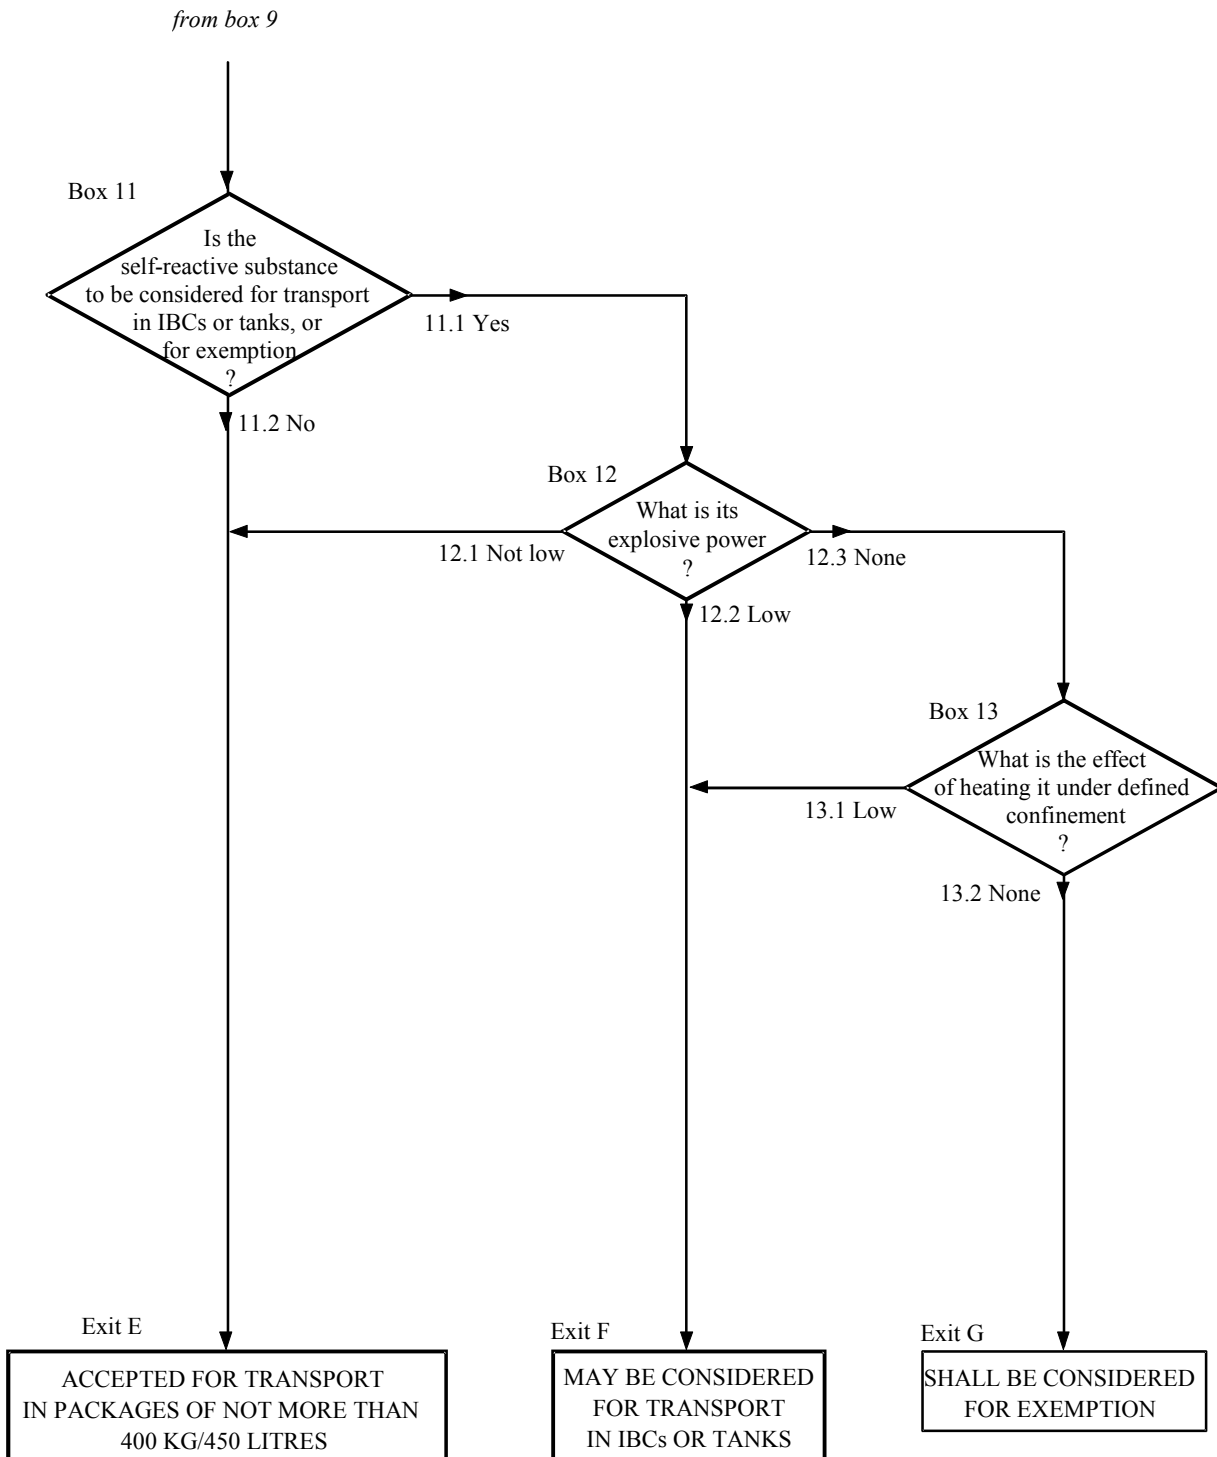 from box 9
Box 11
Is the
self-reactive substance
to be considered for transport
in IBCs or tanks, or
for exemption
?
11.1 Yes
11.2 No
Box 12
What is its
explosive power
?
12.1 Not low
12.3 None
12.2 Low
Box 13
What is the effect
of heating it under defined
confinement
?
13.1 Low
13.2 None
Exit E
ACCEPTED FOR TRANSPORT
IN PACKAGES OF NOT MORE THAN
400 KG/450 LITRES
Exit F
MAY BE CONSIDERED
FOR TRANSPORT
IN IBCs OR TANKS
Exit G
SHALL BE CONSIDERED
FOR EXEMPTION